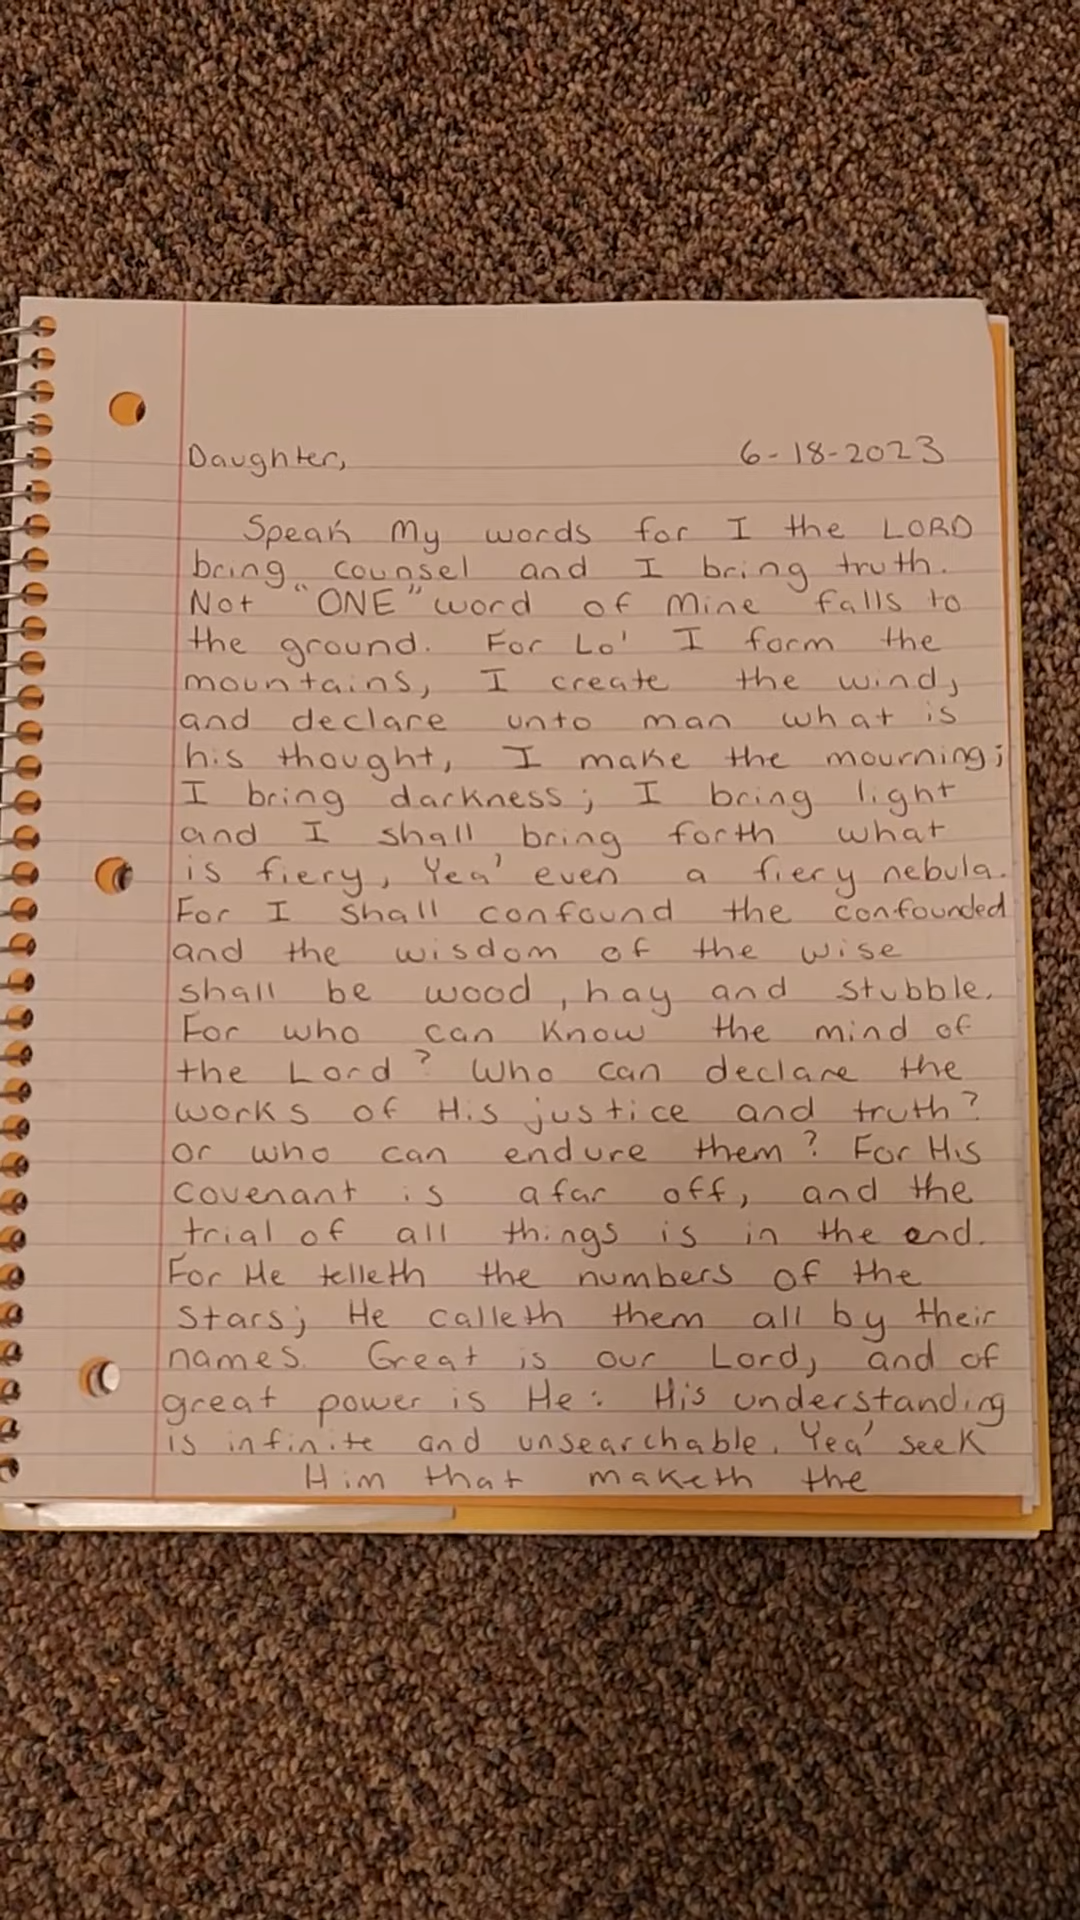 Daughter, 6-18-2023
Speak My words for I the LORD
bring counsel and I bring truth.
Not "ONE" word of Mine falls to
the ground. For Lo' I form the
mountains, I create the wind,
and declare unto man what is
his thought, I make the mourning;
I bring darkness; I bring light
and I shall bring forth what
is fiery, Yea' even a fiery nebula.
For I shall confound the confounded
and the wisdom of the wise
shall be wood, hay and stubble.
For who can know the mind of
the Lord? Who can declare the
works of His justice and truth?
or who can endure them? For His
covenant is afar off, and the
trial of all things is in the end.
For He telleth the numbers of the
stars; He calleth them all by their
names. Great is our Lord, and of
great power is He: His understanding
is infinite and unsearchable. Yea' seek
Him that maketh the